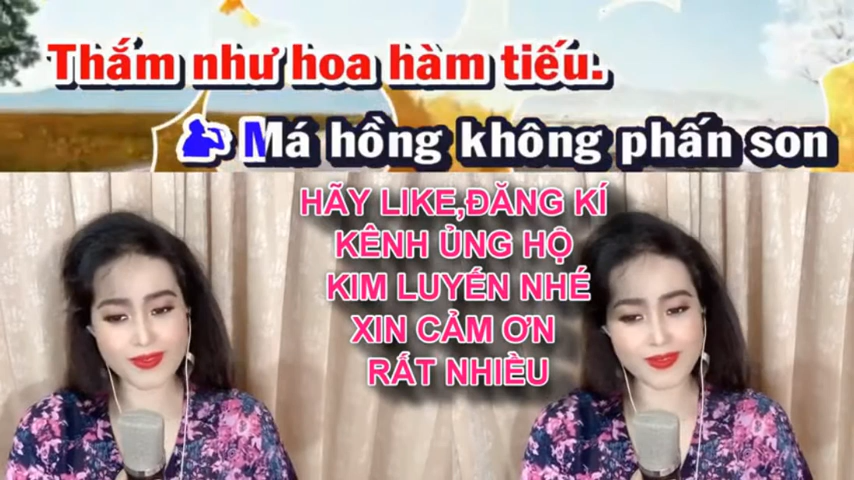 Thắm như hoa hàm tiếu.
Má hồng không phấn son
HÃY LIKE,ĐĂNG KÍ
KÊNH ỦNG HỘ
KIM LUYẾN NHÉ
XIN CẢM ƠN
RẤT NHIỀU